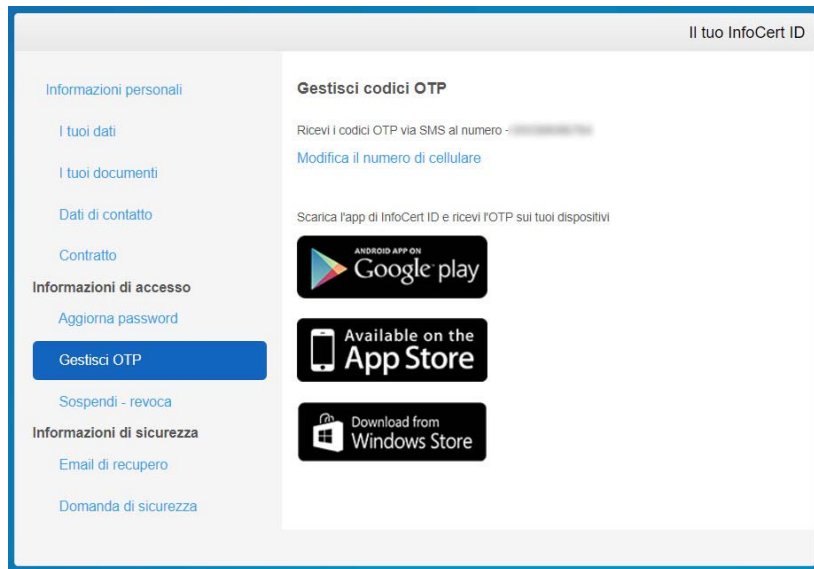 Il tuo InfoCert ID
Informazioni personali
I tuoi dati
I tuoi documenti
Dati di contatto
Contratto
Informazioni di accesso
Aggiorna password
Gestisci OTP
Sospendi - revoca
Informazioni di sicurezza
Email di recupero
Domanda di sicurezza
Gestisci codici OTP
Ricevi i codici OTP via SMS al numero -
Modifica il numero di cellulare
Scarica l'app di InfoCert ID e ricevi l'OTP sui tuoi dispositivi
ANDROID APP ON
Google play
Available on the
App Store
Download from
Windows Store